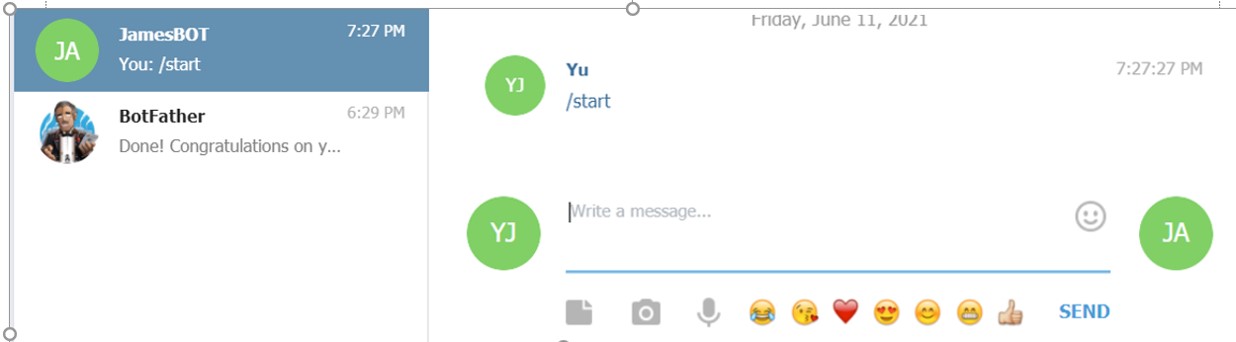 JA
JamesBOT
7:27 PM
You: /start
BotFather
6:29 PM
Done! Congratulations on y...
Friday, June 11, 2021
YJ
Yu
7:27:27 PM
/start
YJ
Write a message...
JA
SEND